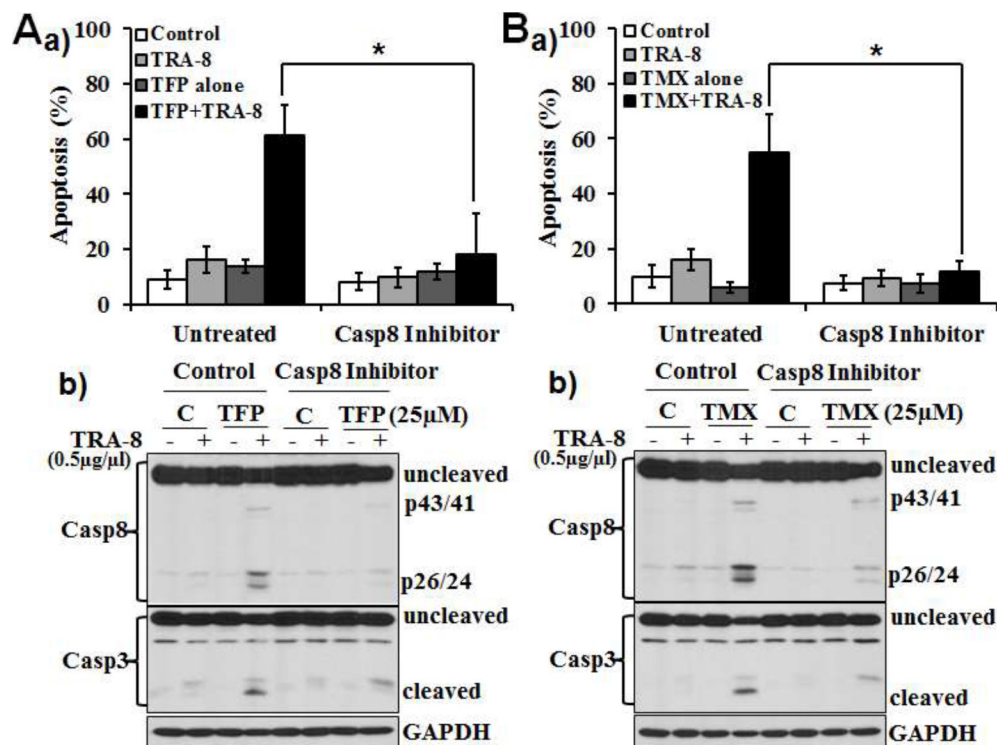 A a)
100
80
60
40
20
0
Apoptosis (%)
Control
TRA-8
TFP alone
TFP+TRA-8
*
Untreated
Casp8 Inhibitor
b)
Control
Casp8 Inhibitor
C TFP C TFP (25µM)
TRA-8 - + - + - + - +
(0.5µg/µl)
Casp8
uncleaved
p43/41
p26/24
Casp3
uncleaved
cleaved
GAPDH
B a)
100
80
60
40
20
0
Apoptosis (%)
Control
TRA-8
TMX alone
TMX+TRA-8
*
Untreated
Casp8 Inhibitor
b)
Control
Casp8 Inhibitor
C TMX C TMX (25µM)
TRA-8 - + - + - + - +
(0.5µg/µl)
Casp8
uncleaved
p43/41
p26/24
Casp3
uncleaved
cleaved
GAPDH